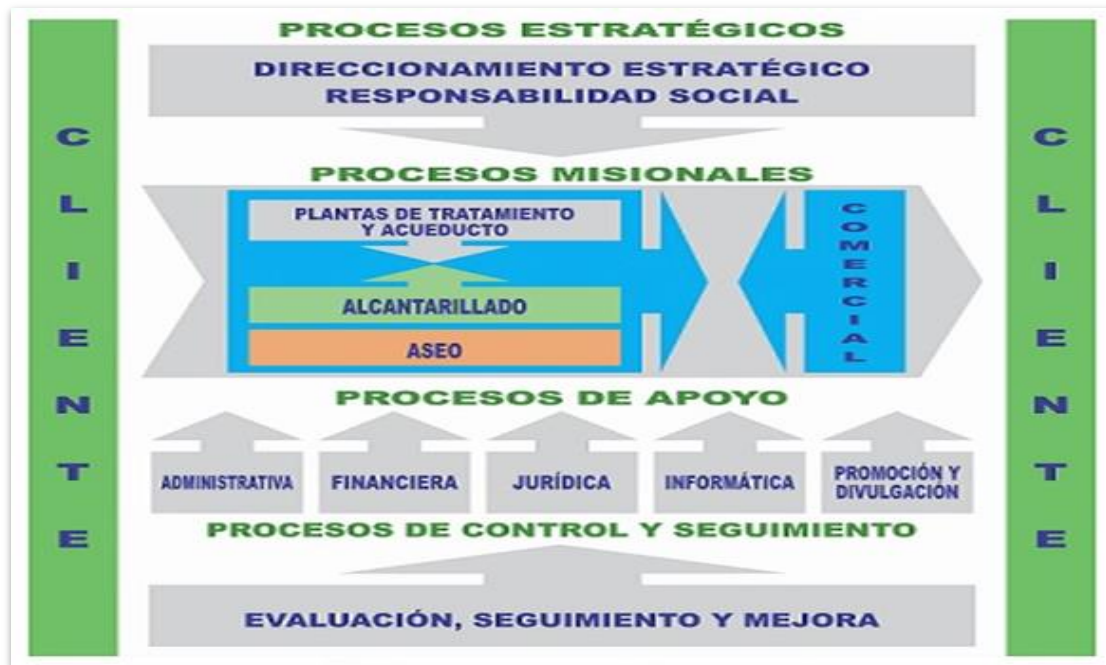 PROCESOS ESTRATÉGICOS
DIRECCIONAMIENTO ESTRATÉGICO
RESPONSABILIDAD SOCIAL
CLIENTE
PROCESOS MISIONALES
PLANTAS DE TRATAMIENTO
Y ACUEDUCTO
ALCANTARILLADO
ASEO
COMERCIAL
CLIENTE
PROCESOS DE APOYO
ADMINISTRATIVA
FINANCIERA
JURÍDICA
INFORMÁTICA
PROMOCIÓN Y
DIVULGACIÓN
PROCESOS DE CONTROL Y SEGUIMIENTO
EVALUACIÓN, SEGUIMIENTO Y MEJORA